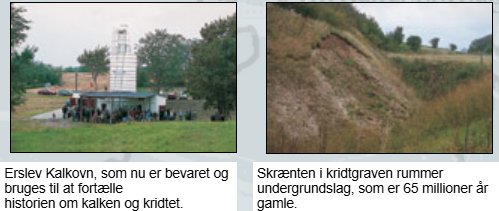 Erslev Kalkovn, som nu er bevaret og
bruges til at fortælle
historien om kalken og kridtet.
Skrænten i kridtgraven rummer
undergrundslag, som er 65 millioner år
gamle.